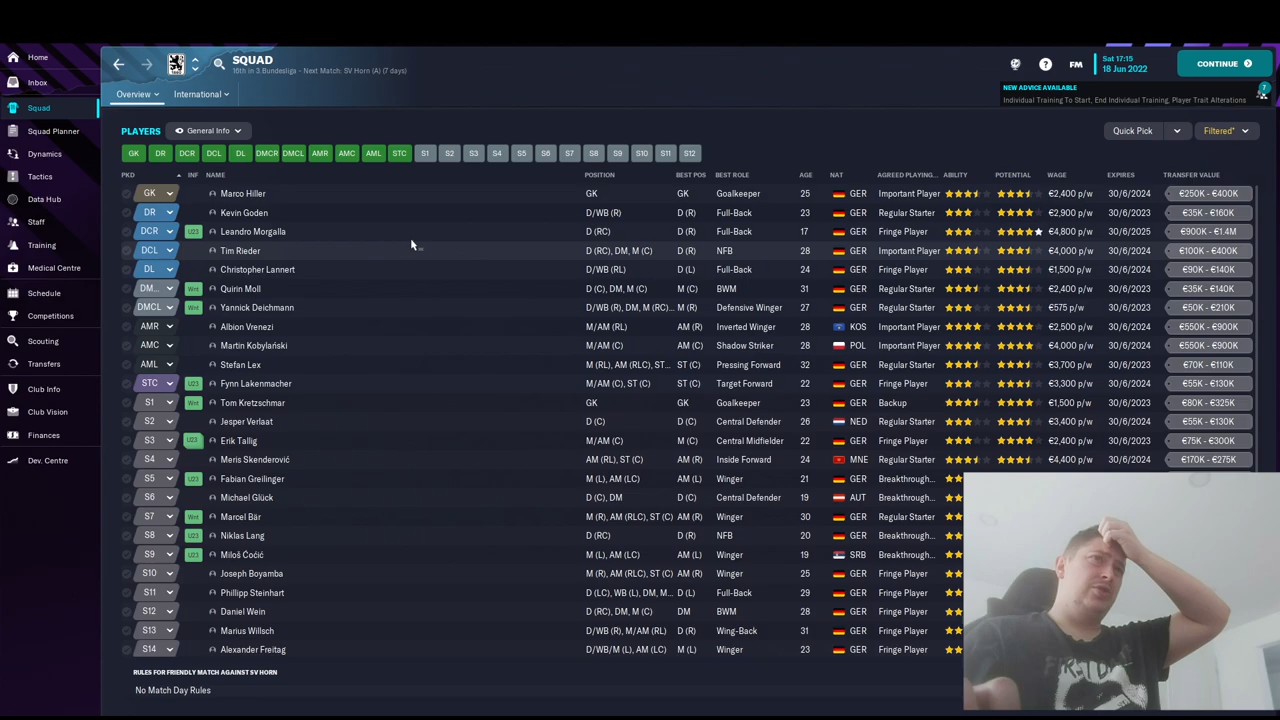 Home
Inbox
Squad
Squad Planner
Dynamics
Tactics
Data Hub
Staff
Training
Medical Centre
Schedule
Competitions
Scouting
Transfers
Club Info
Club Vision
Finances
Dev. Centre
SQUAD
16th in 3.Bundesliga - Next Match: SV Horn (A) (7 days)
FM
Sat 17:15
18 Jun 2022
CONTINUE
Overview International
NEW ADVICE AVAILABLE
Individual Training To Start, End Individual Training, Player Trait Alterations
7
PLAYERS General Info Quick Pick Filtered*
GK DR DCR DCL DL DMCR DMCL AMR AMC AML STC S1 S2 S3 S4 S5 S6 S7 S8 S9 S10 S11 S12
PKD INF NAME POSITION BEST POS BEST ROLE AGE NAT AGREED PLAYING... ABILITY POTENTIAL WAGE EXPIRES TRANSFER VALUE
GK Marco Hiller GK GK Goalkeeper 25 GER Important Player €2,400 p/w 30/6/2024 €250K - €400K
DR Kevin Goden D/WB (R) D (R) Full-Back 23 GER Regular Starter €2,900 p/w 30/6/2023 €35K - €160K
DCR U23 Leandro Morgalla D (RC) D (R) Full-Back 17 GER Fringe Player €4,800 p/w 30/6/2025 €900K - €1.4M
DCL Tim Rieder D (RC), DM, M (C) D (R) NFB 28 GER Important Player €4,000 p/w 30/6/2024 €100K - €400K
DL Christopher Lannert D/WB (RL) D (L) Full-Back 24 GER Fringe Player €1,500 p/w 30/6/2024 €90K - €140K
DM... Wnt Quirin Moll D (C), DM, M (C) M (C) BWM 31 GER Regular Starter €2,400 p/w 30/6/2023 €35K - €140K
DMCL Wnt Yannick Deichmann D/WB (R), DM, M (RC)... M (R) Defensive Winger 27 GER Regular Starter €575 p/w 30/6/2023 €50K - €210K
AMR Albion Vrenezi M/AM (RL) AM (R) Inverted Winger 28 KOS Important Player €2,500 p/w 30/6/2024 €550K - €900K
AMC Martin Kobylański M/AM (C), ST (C) AM (C) Shadow Striker 28 POL Important Player €4,000 p/w 30/6/2024 €550K - €900K
AML Stefan Lex M (R), AM (RLC), ST... ST (C) Pressing Forward 32 GER Regular Starter €3,700 p/w 30/6/2023 €70K - €110K
STC U23 Fynn Lakenmacher M/AM (C), ST (C) ST (C) Target Forward 22 GER Fringe Player €3,300 p/w 30/6/2024 €55K - €130K
S1 Wnt Tom Kretzschmar GK GK Goalkeeper 23 GER Backup €1,500 p/w 30/6/2023 €80K - €325K
S2 Jesper Verlaat D (C) D (C) Central Defender 26 NED Regular Starter €3,400 p/w 30/6/2024 €55K - €130K
S3 U23 Erik Tallig M/AM (C) M (C) Central Midfielder 22 GER Fringe Player €2,400 p/w 30/6/2023 €75K - €300K
S4 Meris Skenderović AM (RL), ST (C) AM (R) Inside Forward 24 MNE Regular Starter €4,400 p/w 30/6/2024 €170K - €275K
S5 U23 Fabian Greilinger M (L), AM (LC) AM (L) Winger 21 GER Breakthrough...
S6 Michael Glück D (C), DM D (C) Central Defender 19 AUT Breakthrough...
S7 Wnt Marcel Bär M (R), AM (RLC), ST (C) AM (R) Winger 30 GER Regular Starter
S8 U23 Niklas Lang D (RC) D (R) NFB 20 GER Breakthrough...
S9 U23 Miloš Ćoćić M (L), AM (LC) AM (L) Winger 19 SRB Breakthrough...
S10 Joseph Boyamba M (R), AM (RLC), ST (C) AM (R) Winger 25 GER Fringe Player
S11 Phillipp Steinhart D (LC), WB (L), DM... D (L) Full-Back 29 GER Fringe Player
S12 Daniel Wein D (RC), DM, M (C) DM BWM 28 GER Fringe Player
S13 Marius Willsch D/WB (R), M/AM (RL) D (R) Wing-Back 31 GER Fringe Player
S14 Alexander Freitag D/WB/M (L), AM (LC) M (L) Winger 23 GER Fringe Player
RULES FOR FRIENDLY MATCH AGAINST SV HORN
No Match Day Rules